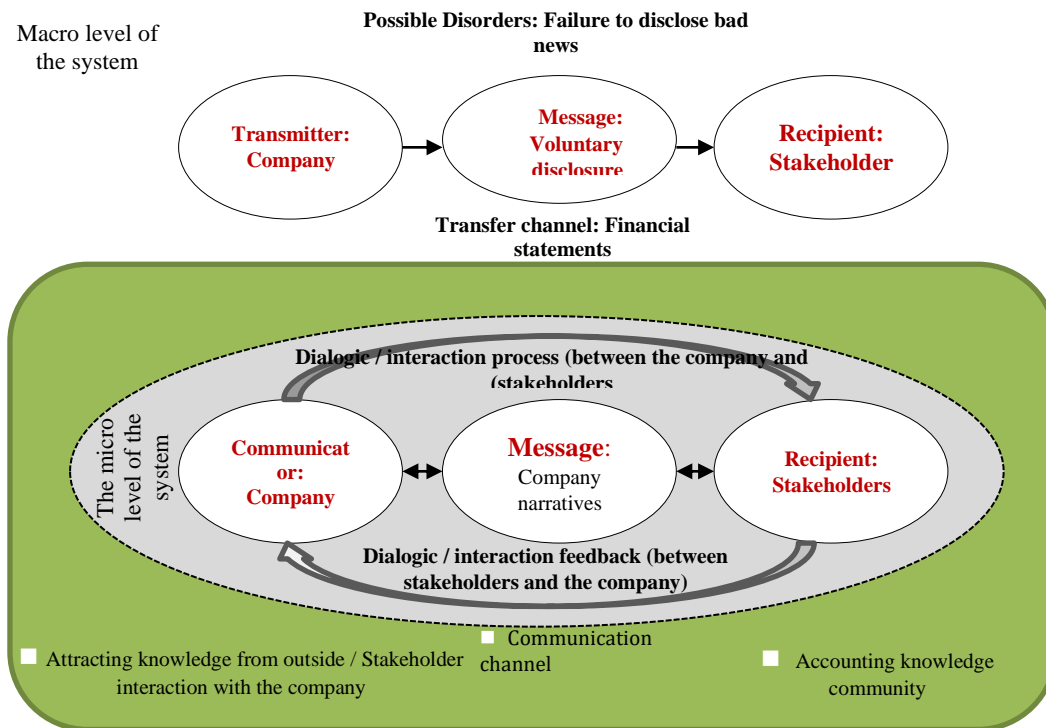 Macro level of
the system
Possible Disorders: Failure to disclose bad
news
Transmitter:
Company
Message:
Voluntary
disclosure
Recipient:
Stakeholder
Transfer channel: Financial
statements
The micro
level of the
system
Dialogic / interaction process (between the company and
(stakeholders
Communicat
or:
Company
Message:
Company
narratives
Recipient:
Stakeholders
Dialogic / interaction feedback (between
stakeholders and the company)
Attracting knowledge from outside / Stakeholder
interaction with the company
Communication
channel
Accounting knowledge
community